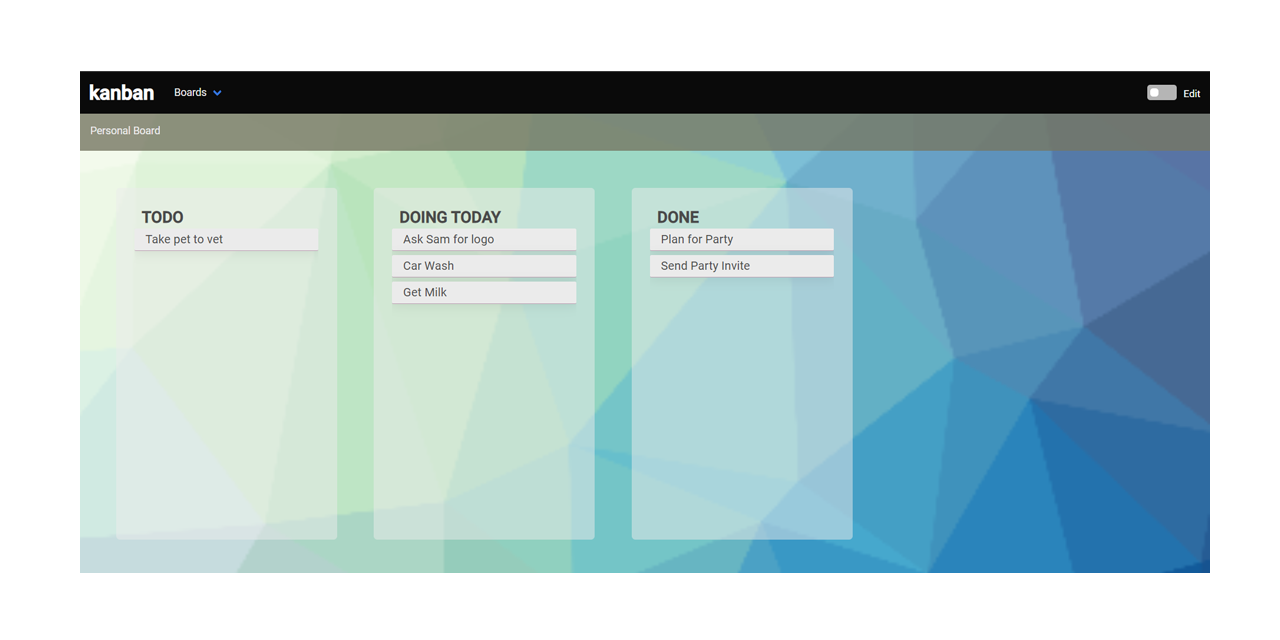 kanban Boards Edit
Personal Board
TODO
Take pet to vet
DOING TODAY
Ask Sam for logo
Car Wash
Get Milk
DONE
Plan for Party
Send Party Invite